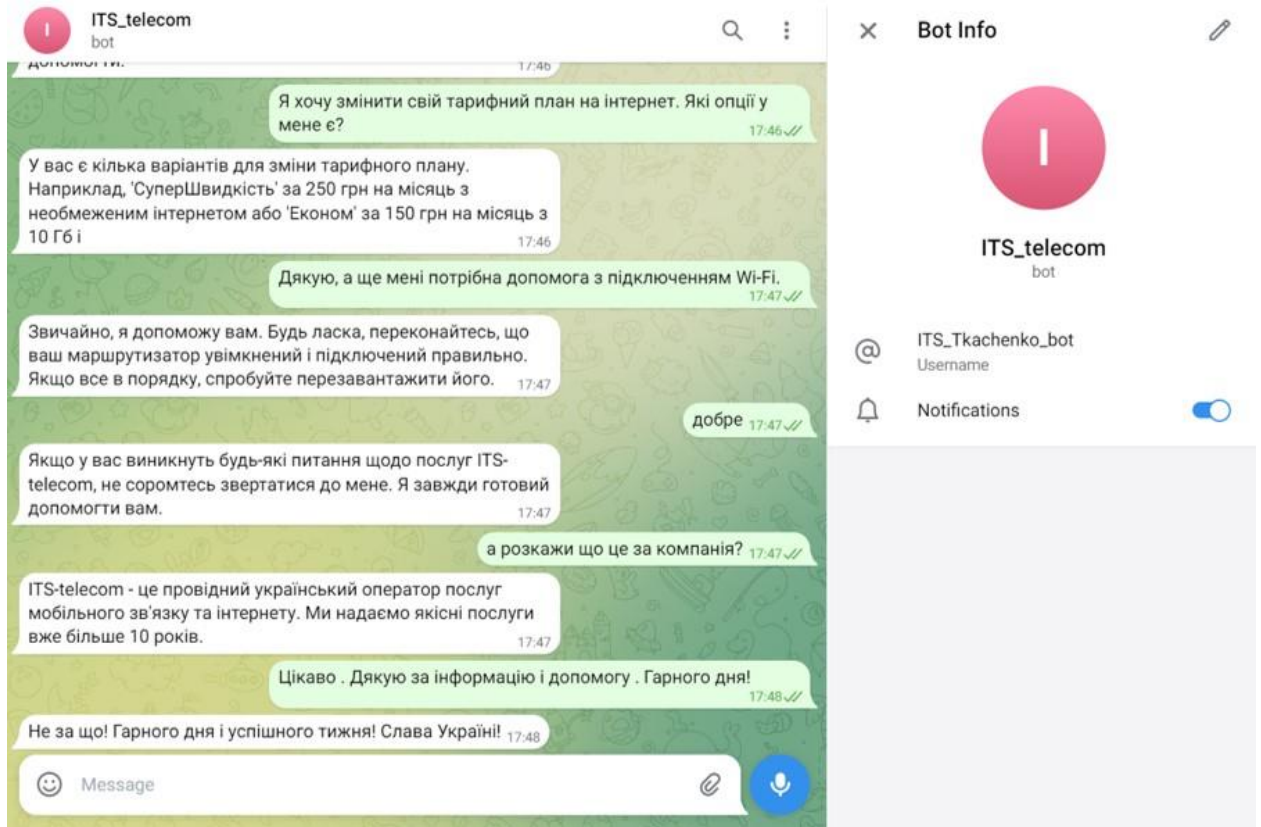 I
ITS_telecom
bot
допомогти.
17:46
Я хочу змінити свій тарифний план на інтернет. Які опції у
мене є?
17:46
У вас є кілька варіантів для зміни тарифного плану.
Наприклад, 'СуперШвидкість' за 250 грн на місяць з
необмеженим інтернетом або 'Економ' за 150 грн на місяць з
10 Гб і
17:46
Дякую, а ще мені потрібна допомога з підключенням Wi-Fi.
17:47
Звичайно, я допоможу вам. Будь ласка, переконайтесь, що
ваш маршрутизатор увімкнений і підключений правильно.
Якщо все в порядку, спробуйте перезавантажити його. 17:47
добре 17:47
Якщо у вас виникнуть будь-які питання щодо послуг ITS-
telecom, не соромтесь звертатися до мене. Я завжди готовий
допомогти вам.
17:47
а розкажи що це за компанія? 17:47
ITS-telecom - це провідний український оператор послуг
мобільного зв'язку та інтернету. Ми надаємо якісні послуги
вже більше 10 років.
17:47
Цікаво . Дякую за інформацію і допомогу . Гарного дня!
17:48
Не за що! Гарного дня і успішного тижня! Слава Україні! 17:48
Message
Bot Info
I
ITS_telecom
bot
ITS_Tkachenko_bot
Username
Notifications